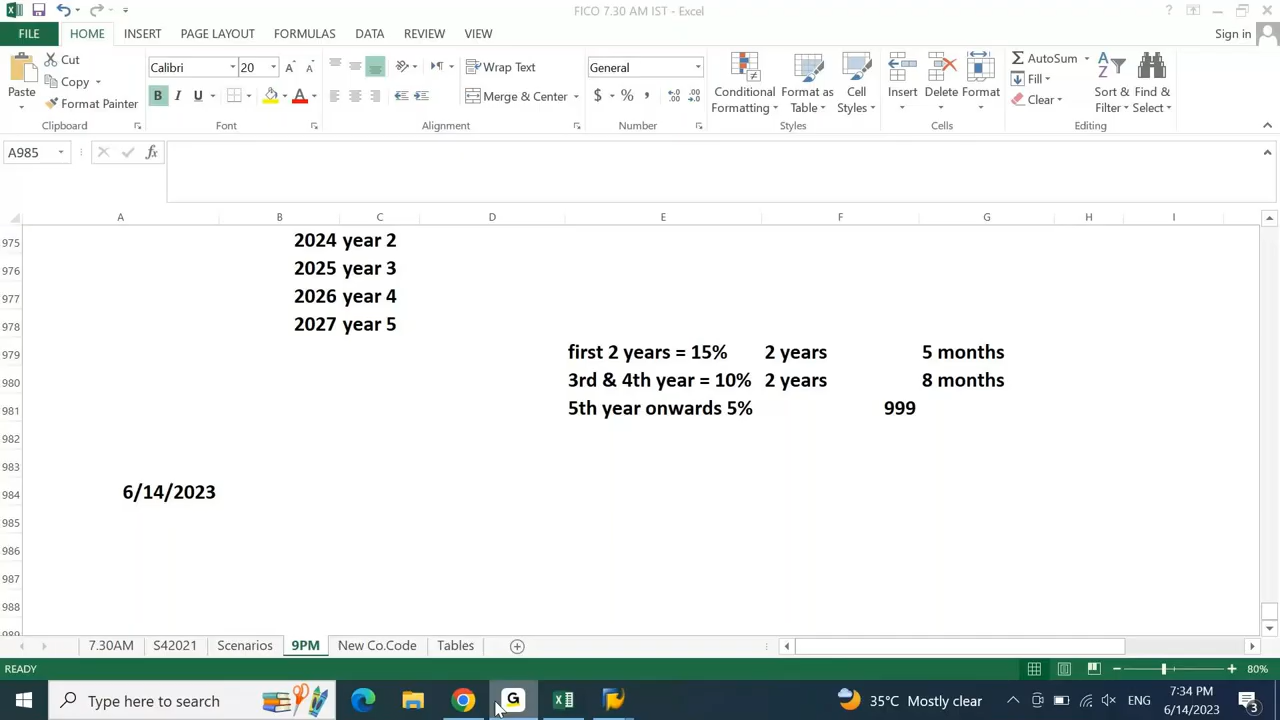 FICO 7.30 AM IST - Excel
FILE HOME INSERT PAGE LAYOUT FORMULAS DATA REVIEW VIEW Sign in
Paste
Cut
Copy
Format Painter
Clipboard
Calibri 20
B I U
Font
Wrap Text
Merge & Center
Alignment
General
$ % ,
Number
Conditional Formatting
Format as Table
Cell Styles
Styles
Insert Delete Format
Cells
AutoSum
Fill
Clear
Sort & Filter
Find & Select
Editing
A985 fx
A B C D E F G H I
975 2024 year 2
976 2025 year 3
977 2026 year 4
978 2027 year 5
979 first 2 years = 15% 2 years 5 months
980 3rd & 4th year = 10% 2 years 8 months
981 5th year onwards 5% 999
982
983
984 6/14/2023
985
986
987
988
989
7.30AM S42021 Scenarios 9PM New Co.Code Tables
READY 80%
Type here to search
G
35°C Mostly clear
ENG
7:34 PM
6/14/2023
3